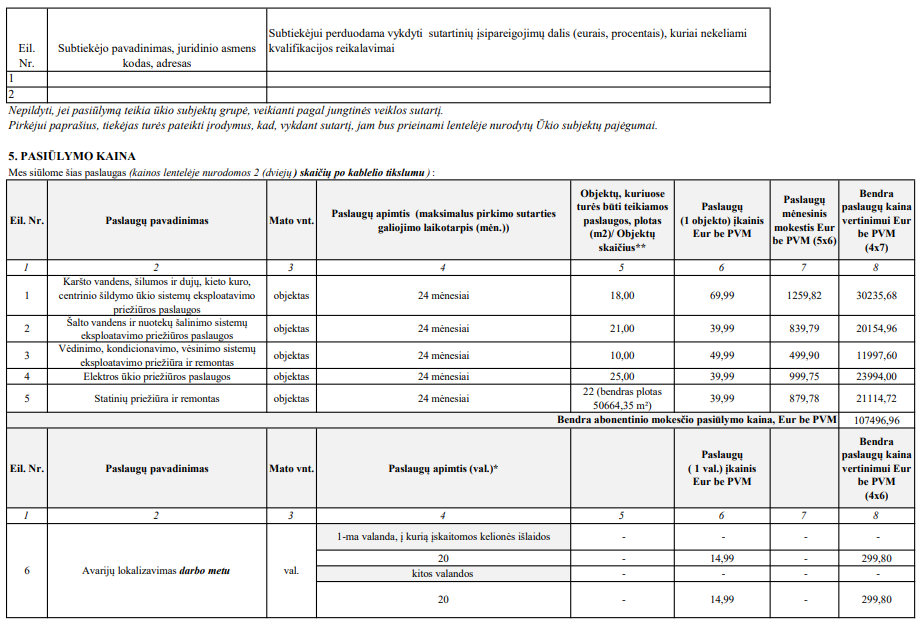 Eil. Nr.
Subtiekėjo pavadinimas, juridinio asmens kodas, adresas
Subtiekėjui perduodama vykdyti sutartinių įsipareigojimų dalis (eurais, procentais), kuriai nekeliami kvalifikacijos reikalavimai
1
2
Nepildyti, jei pasiūlymą teikia ūkio subjektų grupė, veikianti pagal jungtinės veiklos sutartį.
Pirkėjui paprašius, tiekėjas turės pateikti įrodymus, kad, vykdant sutartį, jam bus prieinami lentelėje nurodytų Ūkio subjektų pajėgumai.
5. PASIŪLYMO KAINA
Mes siūlome šias paslaugas (kainos lentelėje nurodomos 2 (dviejų) skaičių po kablelio tikslumu) :
Eil. Nr. Paslaugų pavadinimas Mato vnt. Paslaugų apimtis (maksimalus pirkimo sutarties galiojimo laikotarpis (mėn.)) Objektų, kuriuose turės būti teikiamos paslaugos, plotas (m2)/ Objektų skaičius** Paslaugų (1 objekto) įkainis Eur be PVM Paslaugų mėnesinis mokestis Eur be PVM (5x6) Bendra paslaugų kaina vertinimui Eur be PVM (4x7)
1 2 3 4 5 6 7 8
1 Karšto vandens, šilumos ir dujų, kieto kuro, centrinio šildymo ūkio sistemų eksploatavimo priežiūros paslaugos objektas 24 mėnesiai 18,00 69,99 1259,82 30235,68
2 Šalto vandens ir nuotekų šalinimo sistemų eksploatavimo priežiūros paslaugos objektas 24 mėnesiai 21,00 39,99 839,79 20154,96
3 Vėdinimo, kondicionavimo, vėsinimo sistemų eksploatavimo priežiūra ir remontas objektas 24 mėnesiai 10,00 49,99 499,90 11997,60
4 Elektros ūkio priežiūros paslaugos objektas 24 mėnesiai 25,00 39,99 999,75 23994,00
5 Statinių priežiūra ir remontas objektas 24 mėnesiai 22 (bendras plotas 50664,35 m²) 39,99 879,78 21114,72
Bendra abonentinio mokesčio pasiūlymo kaina, Eur be PVM 107496,96
Eil. Nr. Paslaugų pavadinimas Mato vnt. Paslaugų apimtis (val.)* Paslaugų ( 1 val.) įkainis Eur be PVM Bendra paslaugų kaina vertinimui Eur be PVM (4x6)
1 2 3 4 5 6 7 8
6 Avarijų lokalizavimas darbo metu val.
1-ma valanda, į kurią įskaitomos kelionės išlaidos - - - -
20 - 14,99 - 299,80
kitos valandos - - - -
20 - 14,99 - 299,80